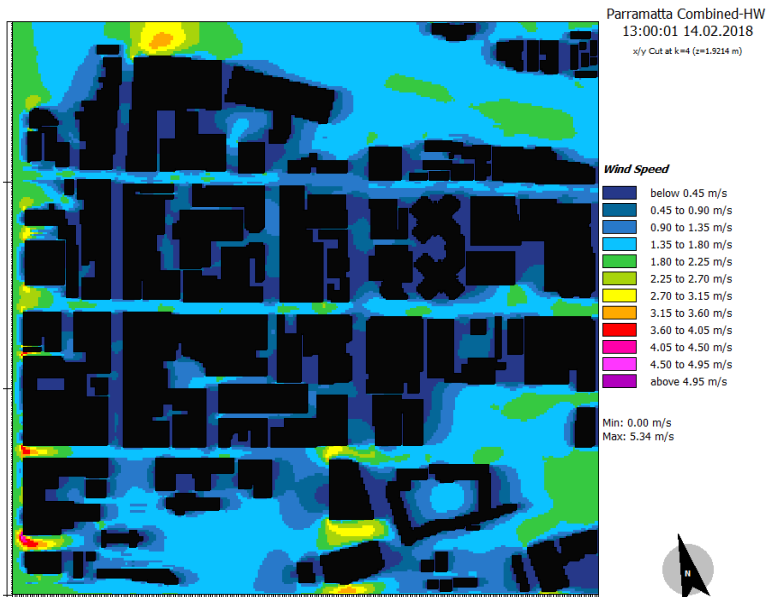 Parramatta Combined-HW
13:00:01 14.02.2018
x/y Cut at k=4 (z=1.9214 m)
Wind Speed
below 0.45 m/s
0.45 to 0.90 m/s
0.90 to 1.35 m/s
1.35 to 1.80 m/s
1.80 to 2.25 m/s
2.25 to 2.70 m/s
2.70 to 3.15 m/s
3.15 to 3.60 m/s
3.60 to 4.05 m/s
4.05 to 4.50 m/s
4.50 to 4.95 m/s
above 4.95 m/s
Min: 0.00 m/s
Max: 5.34 m/s
N